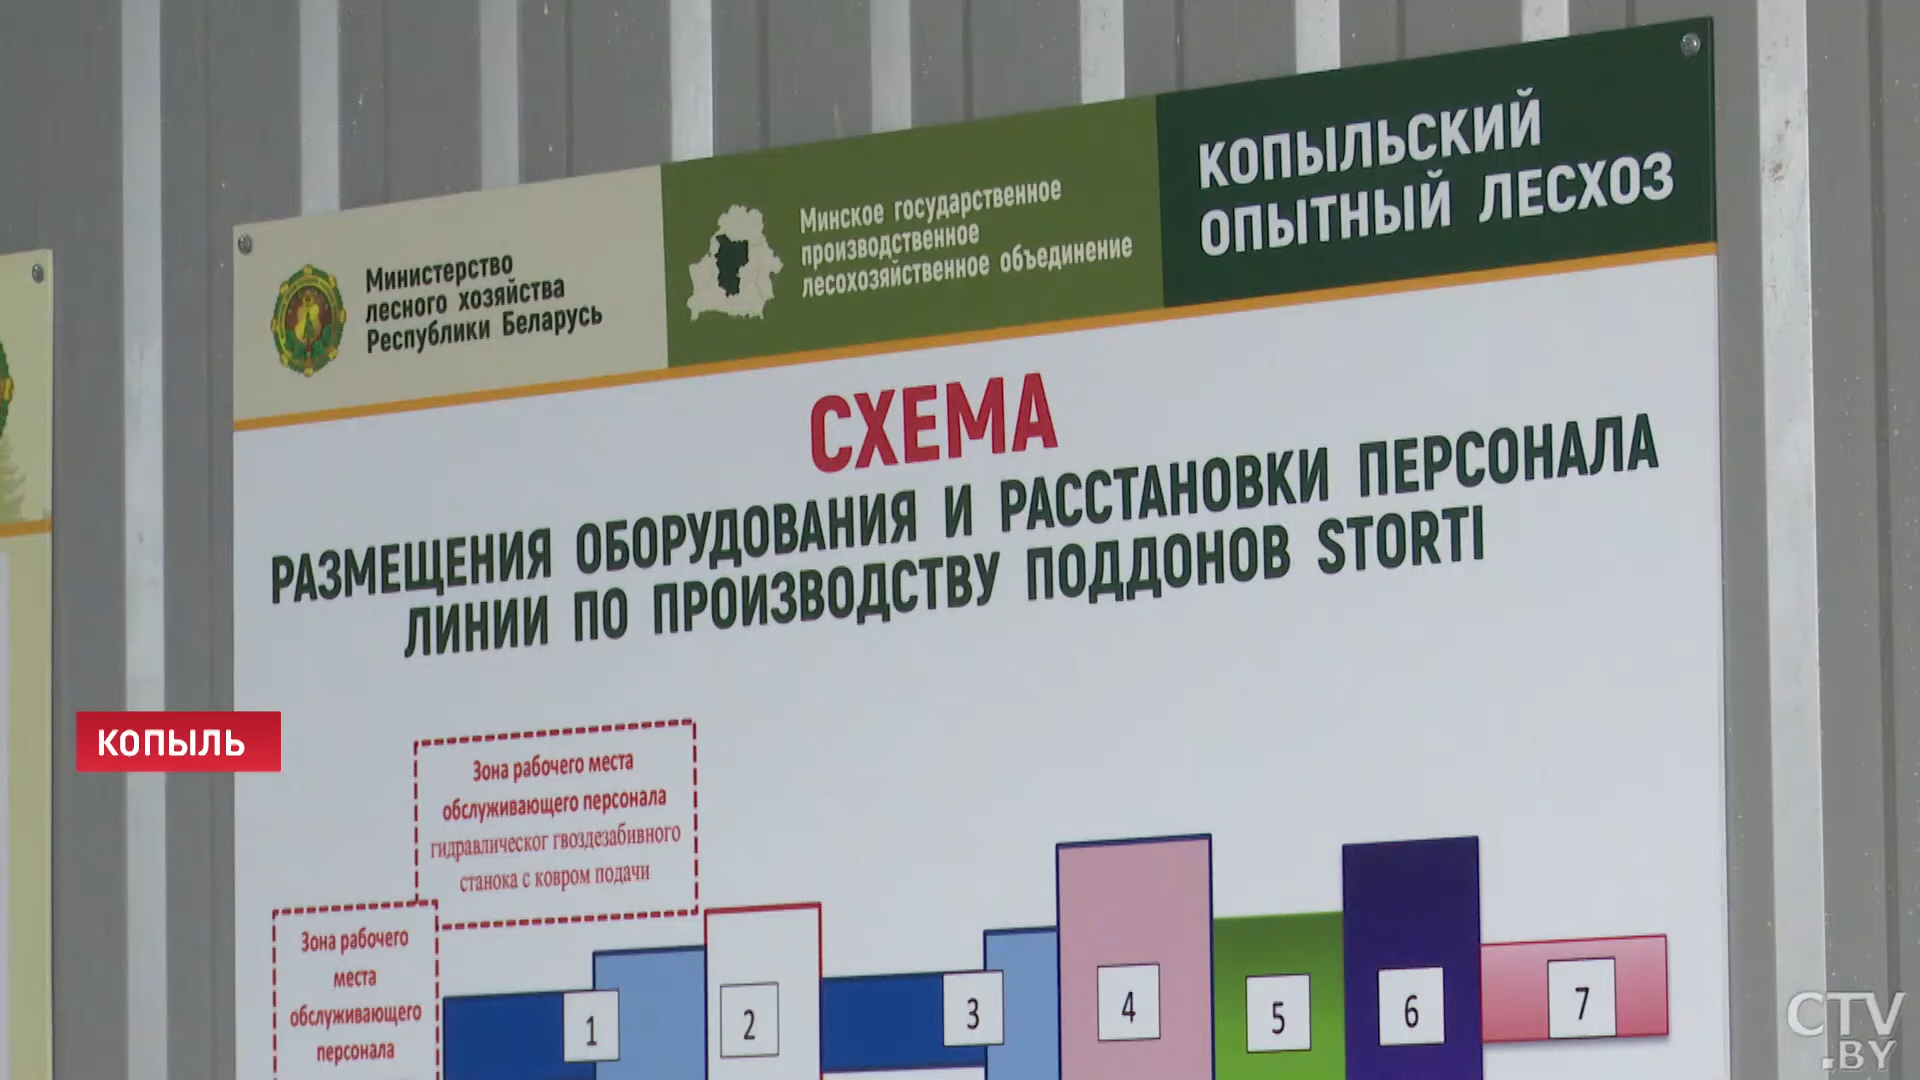 Министерство
лесного хозяйства
Республики Беларусь
Минское государственное
производственное
лесохозяйственное объединение
КОПЫЛЬСКИЙ
ОПЫТНЫЙ ЛЕСХОЗ
СХЕМА
РАЗМЕЩЕНИЯ ОБОРУДОВАНИЯ И РАССТАНОВКИ ПЕРСОНАЛА
ЛИНИИ ПО ПРОИЗВОДСТВУ ПОДДОНОВ STORTI
КОПЫЛЬ
Зона рабочего места
обслуживающего персонала
гидравлическог гвоздезабивного
станока с ковром подачи
Зона рабочего
места
обслуживающего
персонала
1
2
3
4
5
6
7
CTV
.BY